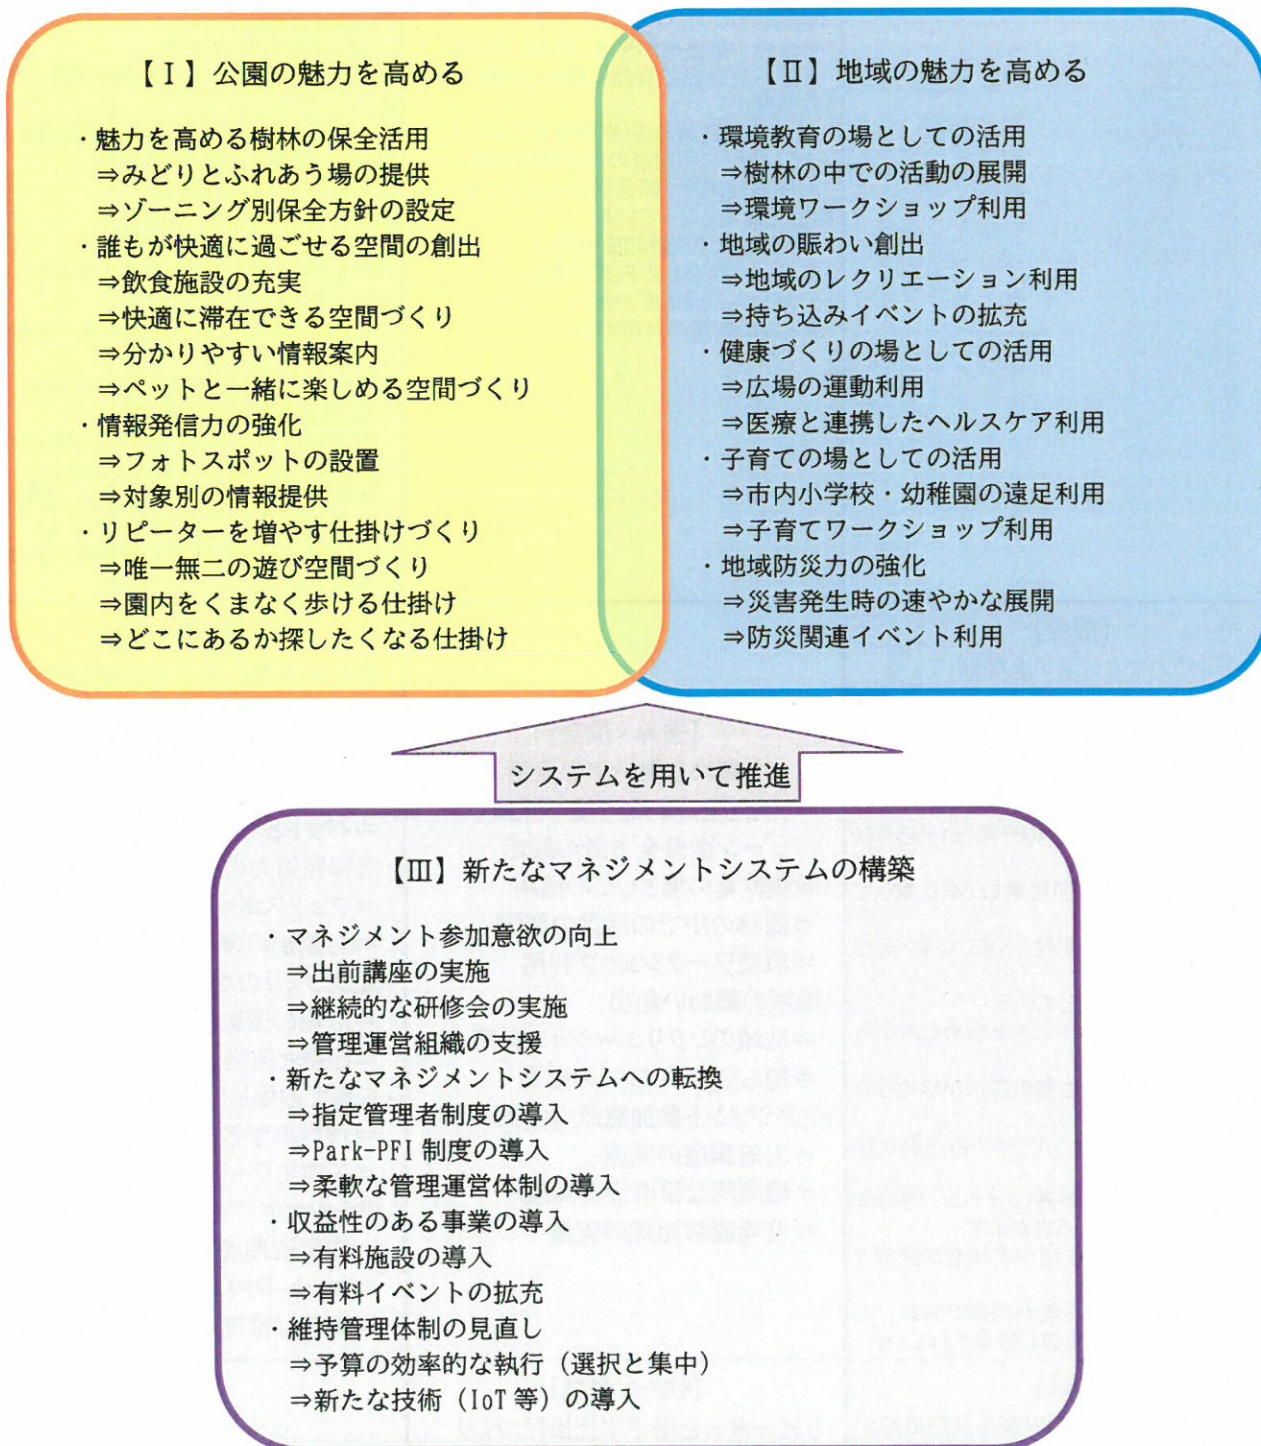 【Ⅰ】公園の魅力を高める
・魅力を高める樹林の保全活用
⇒みどりとふれあう場の提供
⇒ゾーニング別保全方針の設定
・誰もが快適に過ごせる空間の創出
⇒飲食施設の充実
⇒快適に滞在できる空間づくり
⇒分かりやすい情報案内
⇒ペットと一緒に楽しめる空間づくり
・情報発信力の強化
⇒フォトスポットの設置
⇒対象別の情報提供
・リピーターを増やす仕掛けづくり
⇒唯一無二の遊び空間づくり
⇒園内をくまなく歩ける仕掛け
⇒どこにあるか探したくなる仕掛け
【Ⅱ】地域の魅力を高める
・環境教育の場としての活用
⇒樹林の中での活動の展開
⇒環境ワークショップ利用
・地域の賑わい創出
⇒地域のレクリエーション利用
⇒持ち込みイベントの拡充
・健康づくりの場としての活用
⇒広場の運動利用
⇒医療と連携したヘルスケア利用
・子育ての場としての活用
⇒市内小学校・幼稚園の遠足利用
⇒子育てワークショップ利用
・地域防災力の強化
⇒災害発生時の速やかな展開
⇒防災関連イベント利用
システムを用いて推進
【Ⅲ】新たなマネジメントシステムの構築
・マネジメント参加意欲の向上
⇒出前講座の実施
⇒継続的な研修会の実施
⇒管理運営組織の支援
・新たなマネジメントシステムへの転換
⇒指定管理者制度の導入
⇒Park-PFI 制度の導入
⇒柔軟な管理運営体制の導入
・収益性のある事業の導入
⇒有料施設の導入
⇒有料イベントの拡充
・維持管理体制の見直し
⇒予算の効率的な執行（選択と集中）
⇒新たな技術（IoT 等）の導入